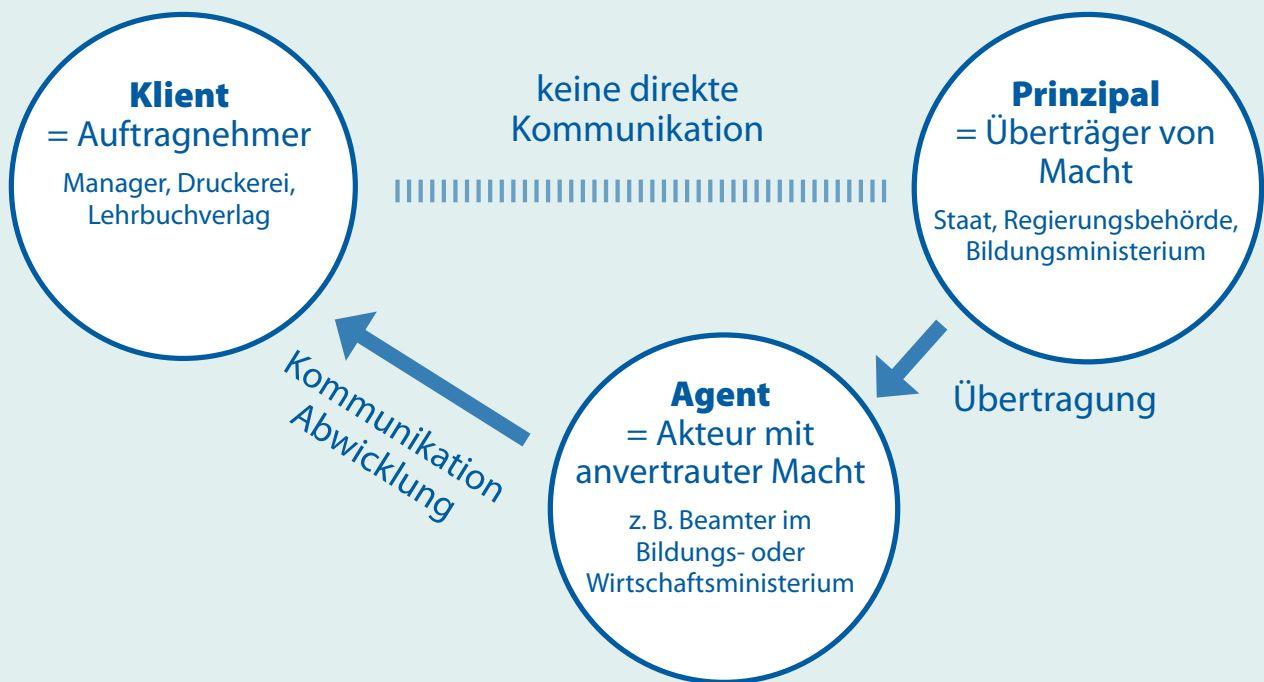 Klient
= Auftragnehmer
Manager, Druckerei,
Lehrbuchverlag
keine direkte
Kommunikation
Prinzipal
= Überträger von
Macht
Staat, Regierungsbehörde,
Bildungsministerium
Kommunikation
Abwicklung
Agent
= Akteur mit
anvertrauter Macht
z. B. Beamter im
Bildungs- oder
Wirtschaftsministerium
Übertragung